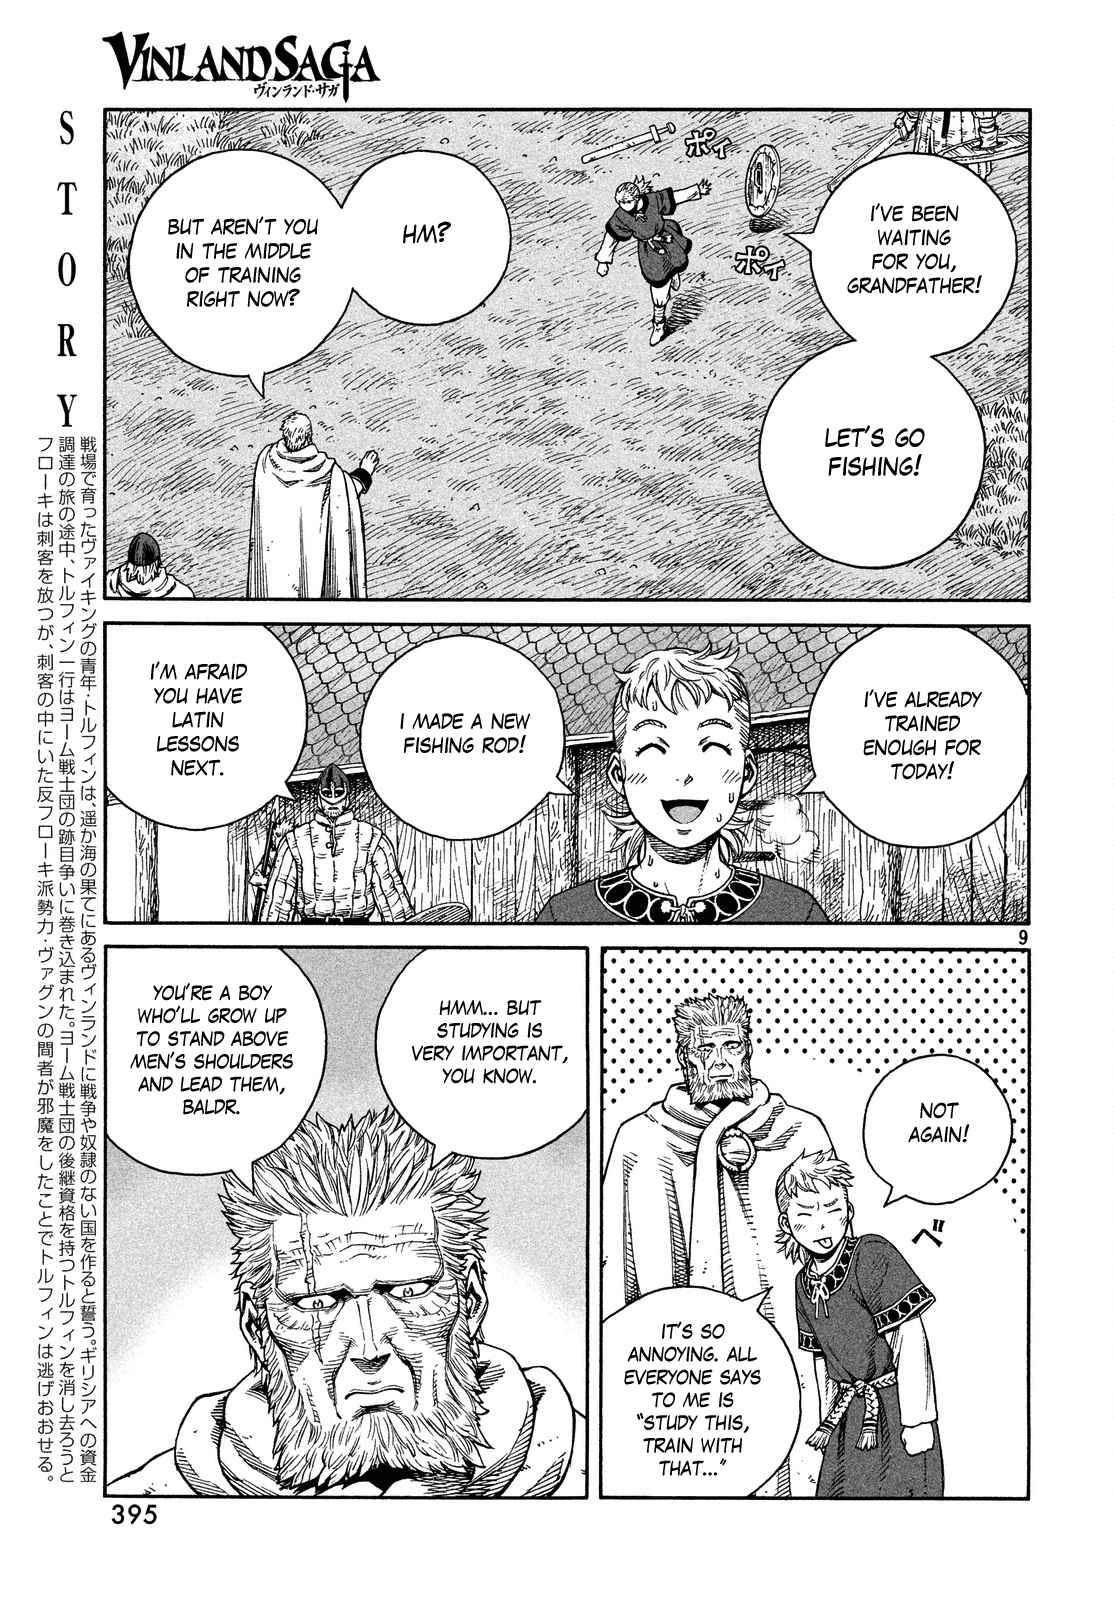 VINLAND SAGA
ヴィンランド・サガ
STORY
戦場で育ったヴァイキングの青年・トルフィンは、遥か海の果てにあるヴィンランドに戦争や奴隷のない国を作ると誓う。ギリシアへの資金
調達の旅の途中、トルフィン一行はヨーム戦士団の跡目争いに巻き込まれた。ヨーム戦士団の後継資格を持つトルフィンを消し去ろうと
フローキは刺客を放つが、刺客の中にいた反フローキ派勢力・ヴァグンの間者が邪魔をしたことでトルフィンは逃げおおせる。
I'VE BEEN
WAITING
FOR YOU,
GRANDFATHER!
ポイ
ポイ
LET'S GO
FISHING!
HM?
BUT AREN'T YOU
IN THE MIDDLE
OF TRAINING
RIGHT NOW?
I'VE ALREADY
TRAINED
ENOUGH FOR
TODAY!
I MADE A NEW
FISHING ROD!
I'M AFRAID
YOU HAVE
LATIN
LESSONS
NEXT.
9
NOT
AGAIN!
べ
IT'S SO
ANNOYING. ALL
EVERYONE SAYS
TO ME IS
"STUDY THIS,
TRAIN WITH
THAT..."
HMM... BUT
STUDYING IS
VERY IMPORTANT,
YOU KNOW.
YOU'RE A BOY
WHO'LL GROW UP
TO STAND ABOVE
MEN'S SHOULDERS
AND LEAD THEM,
BALDR.
395